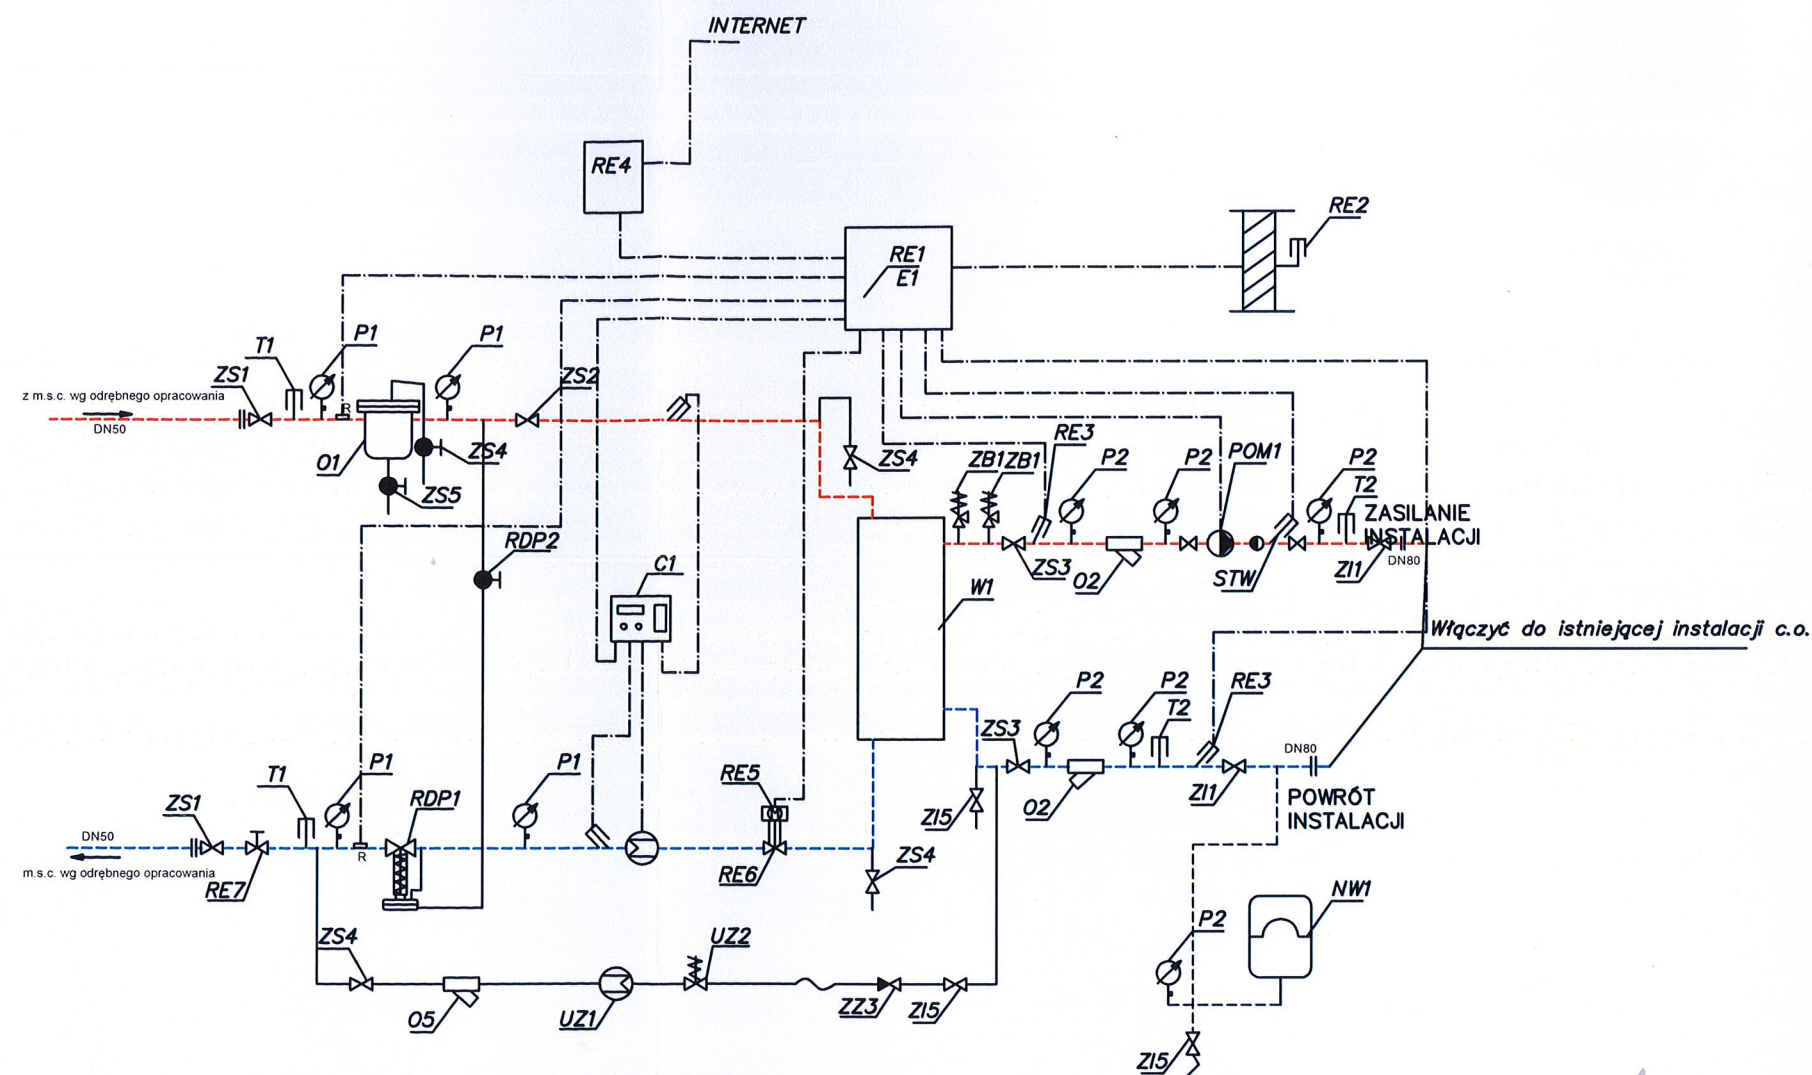 INTERNET
RE4
RE2
RE1
E1
T1
P1
P1
ZS1
ZS2
z m.s.c. wg odrębnego opracowania
R
DN50
O1
ZS4
ZS5
ZS4
ZB1
ZB1
RE3
P2
P2
POM1
P2
T2
ZASILANIE
INSTALACJI
DN80
RDP2
ZS3
O2
STW
ZI1
C1
W1
Włączyć do istniejącej instalacji c.o.
P2
P2
T2
RE3
ZS3
DN80
T1
P1
RDP1
P1
RE5
ZS1
O2
ZI1
POWRÓT
INSTALACJI
ZI5
DN50
R
m.s.c. wg odrębnego opracowania
RE7
RE6
ZS4
NW1
P2
ZS4
UZ2
O5
UZ1
ZZ3
ZI5
ZI5